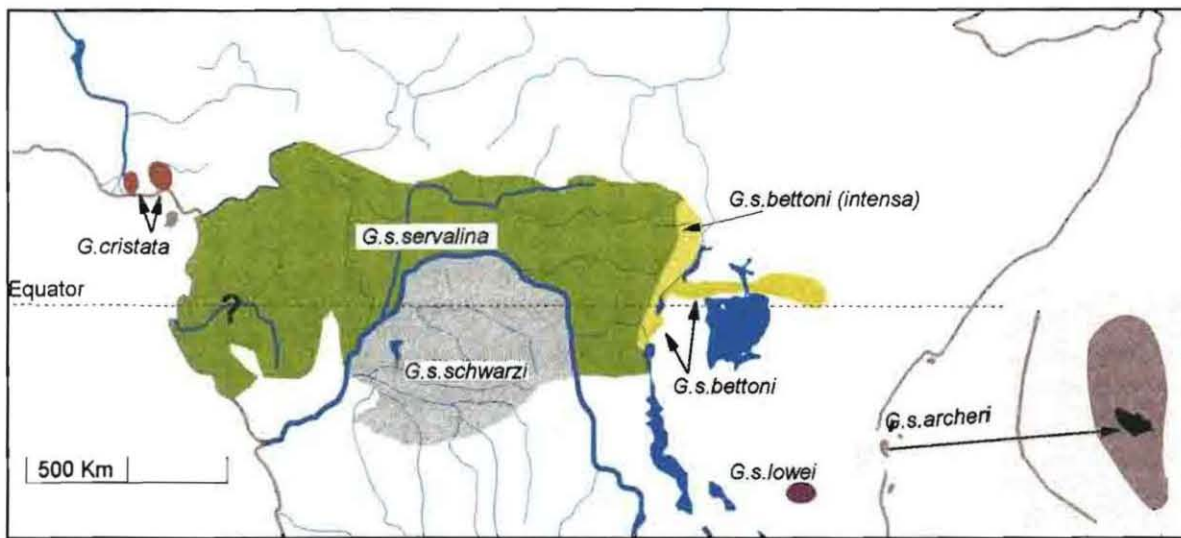 G.s.bettoni (intensa)
G.cristata
G.s.servalina
Equator
?
G.s.schwarzi
G.s.bettoni
G.s.archeri
500 Km
G.s.lowei